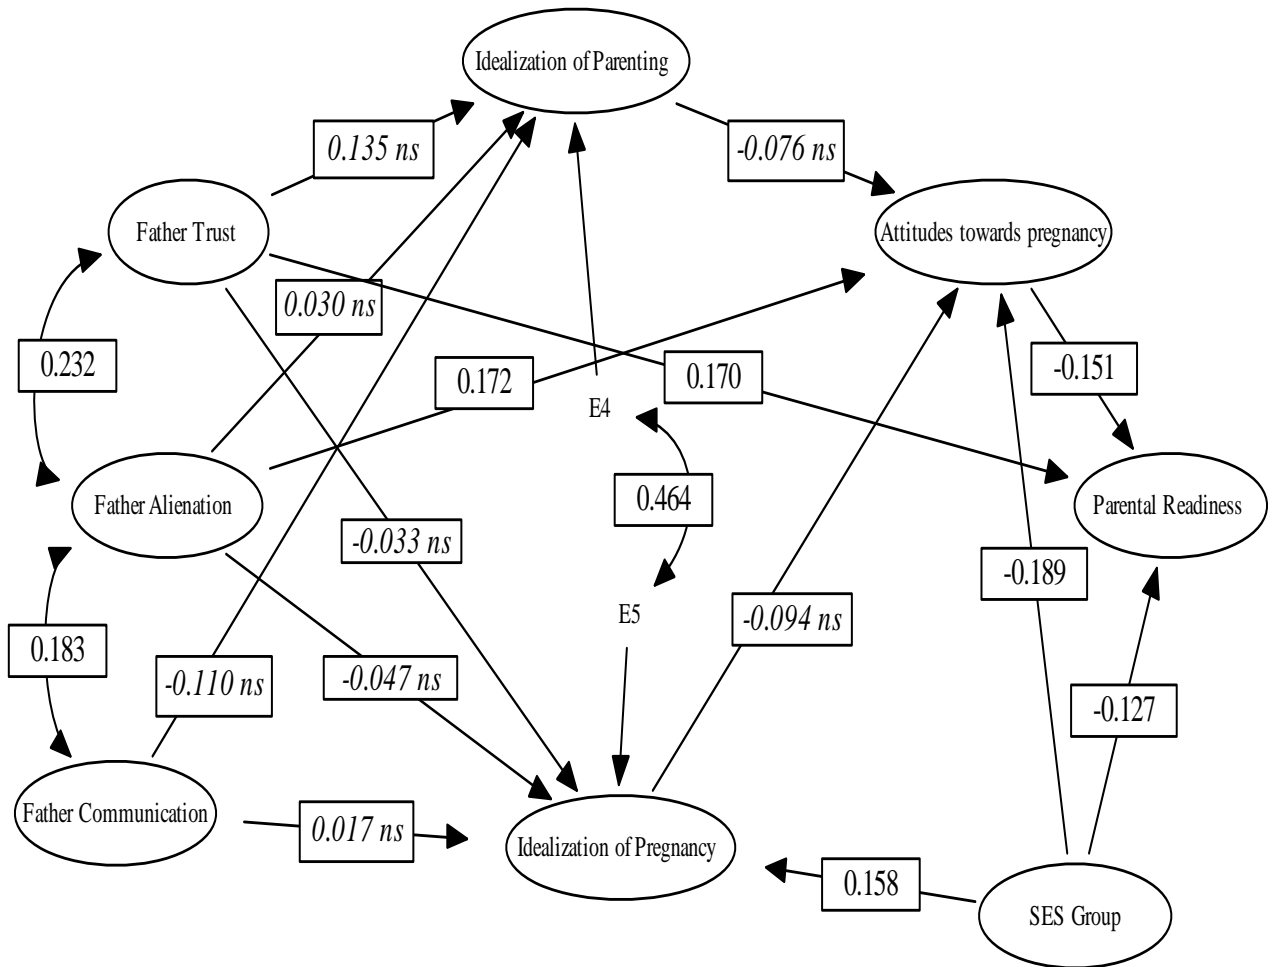 Idealization of Parenting
0.135 ns
-0.076 ns
Father Trust
Attitudes towards pregnancy
0.030 ns
0.232
0.172
0.170
-0.151
E4
Father Alienation
0.464
Parental Readiness
-0.033 ns
-0.189
E5
-0.094 ns
0.183
-0.110 ns
-0.047 ns
-0.127
Father Communication
0.017 ns
Idealization of Pregnancy
0.158
SES Group